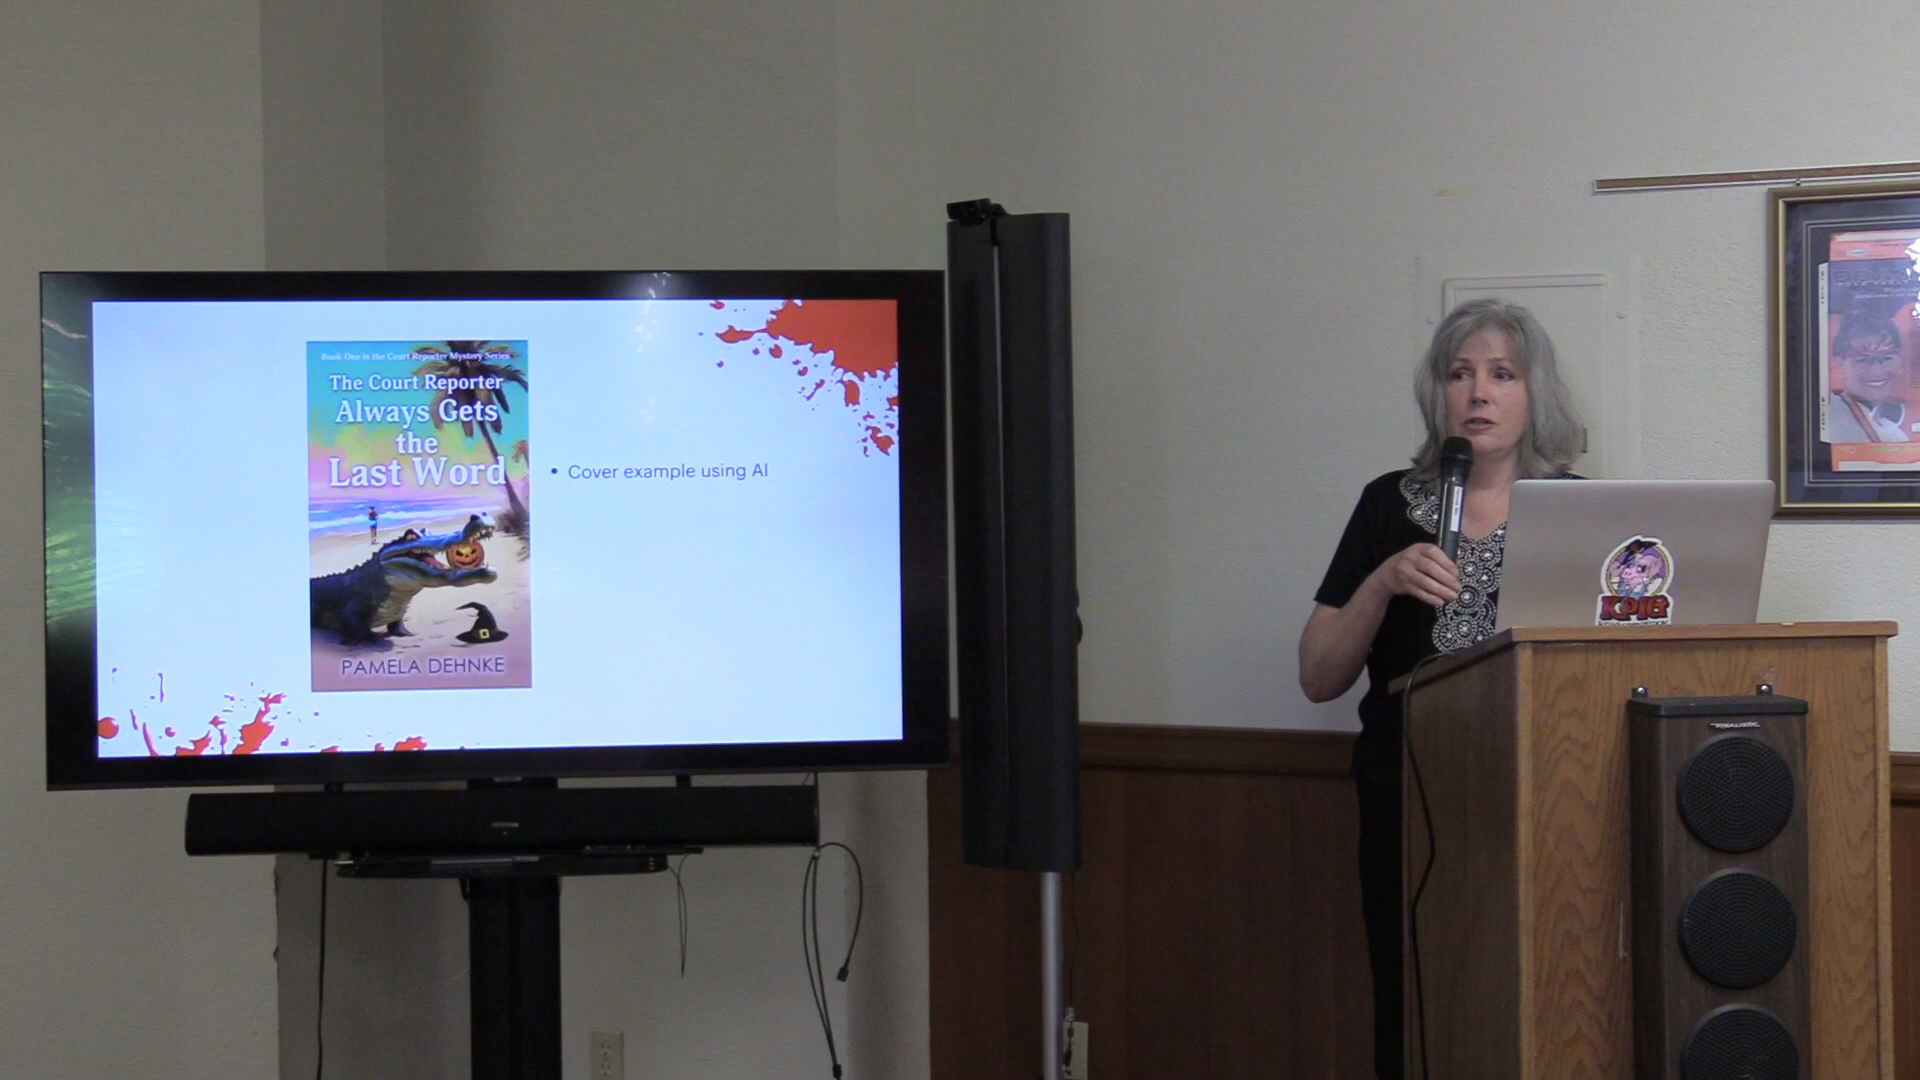 Book One in the Court Reporter Mystery Series
The Court Reporter
Always Gets
the
Last Word
PAMELA DEHNKE
• Cover example using AI
KPIG